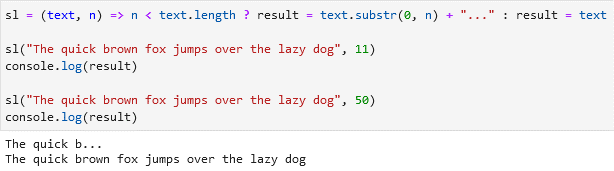 sl = (text, n) => n < text.length ? result = text.substr(0, n) + "..." : result = text
sl("The quick brown fox jumps over the lazy dog", 11)
console.log(result)
sl("The quick brown fox jumps over the lazy dog", 50)
console.log(result)
The quick b...
The quick brown fox jumps over the lazy dog